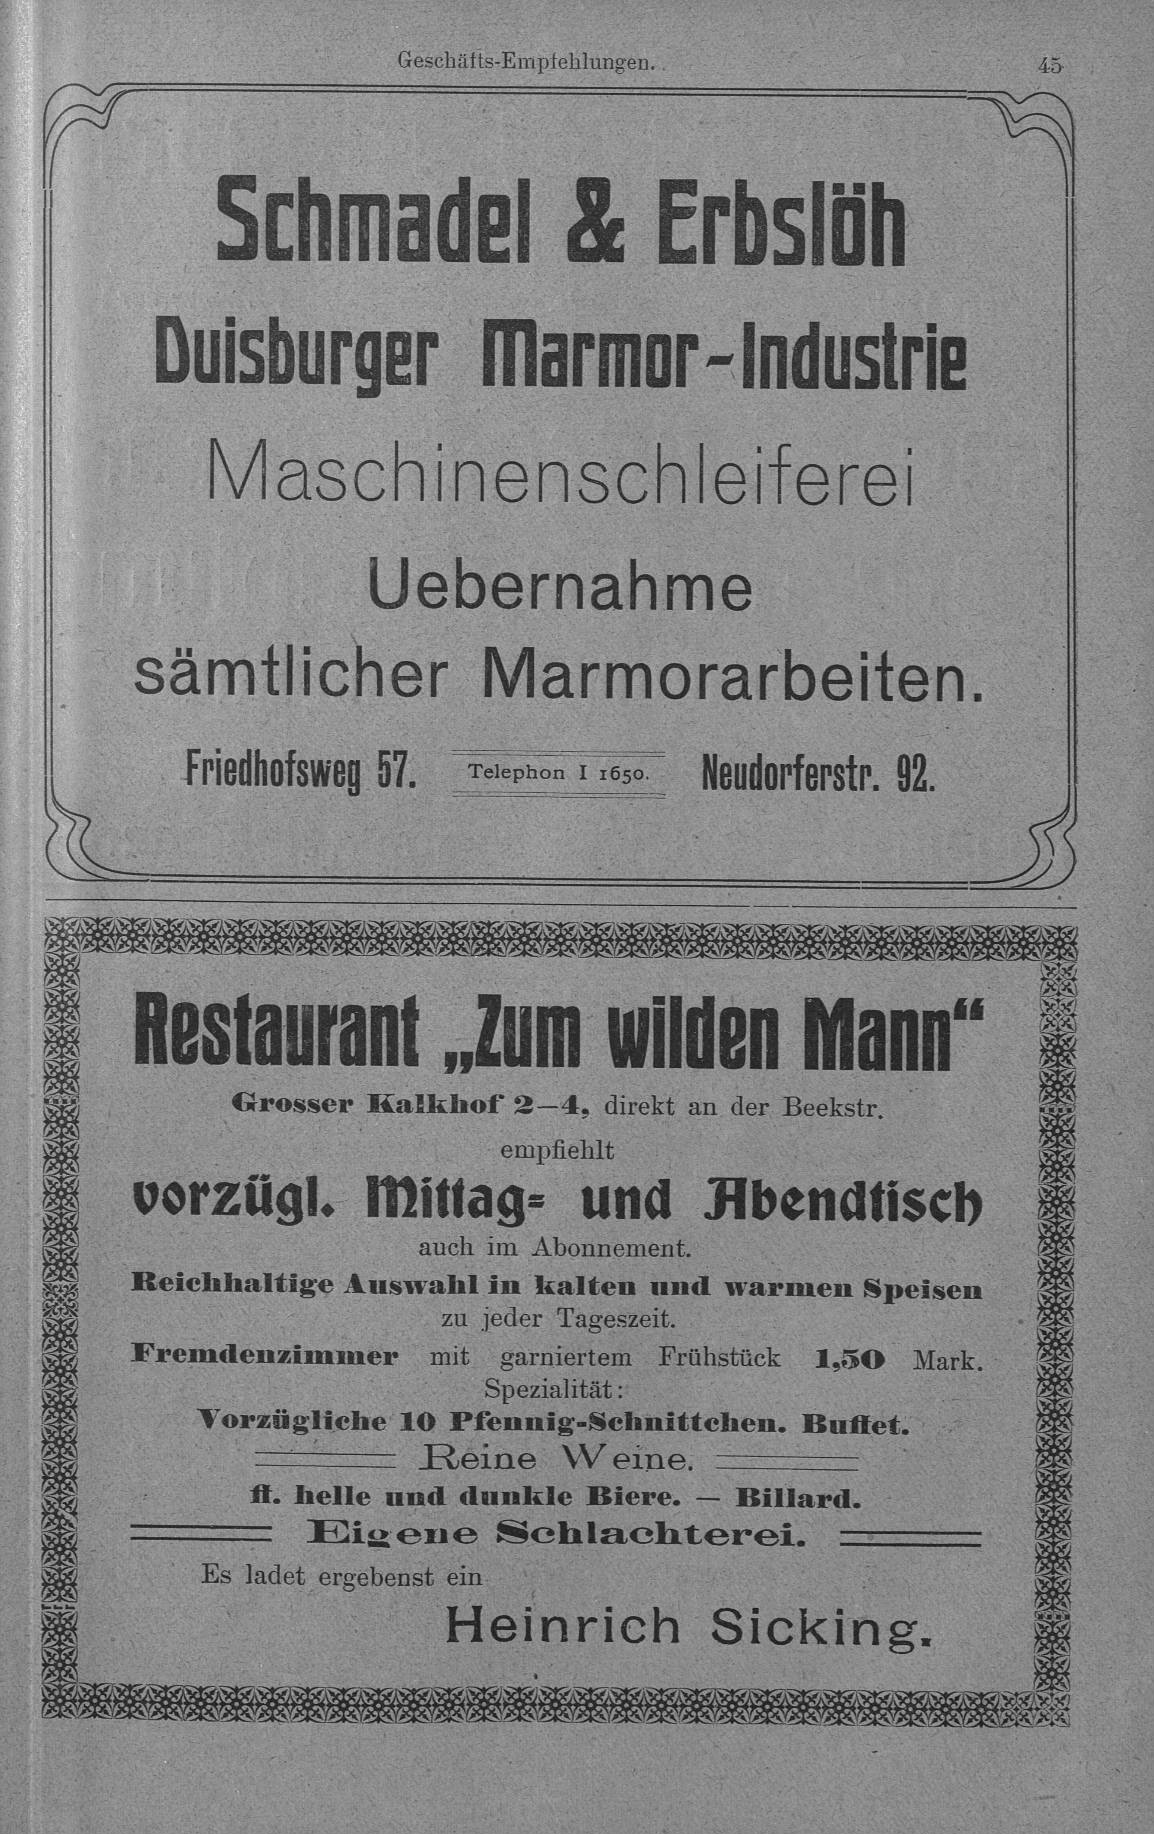 Geschäfts-Empfehlungen. 45
Schmadel & Erbslöh
Duisburger Marmor-Industrie
Maschinenschleiferei
Uebernahme
sämtlicher Marmorarbeiten.
Friedhofsweg 57. Telephon I 1650. Neudorferstr. 92.
Restaurant „Zum wilden Mann“
Grosser Kalkhof 2—4, direkt an der Beekstr.
empfiehlt
vorzügl. Mittag- und Abendtisch
auch im Abonnement.
Reichhaltige Auswahl in kalten und warmen Speisen
zu jeder Tageszeit.
Fremdenzimmer mit garniertem Frühstück 1,50 Mark.
Spezialität:
Vorzügliche 10 Pfennig-Schnittchen. Buffet.
Reine Weine.
ff. helle und dunkle Biere. — Billard.
Eigene Schlachterei.
Es ladet ergebenst ein
Heinrich Sicking.